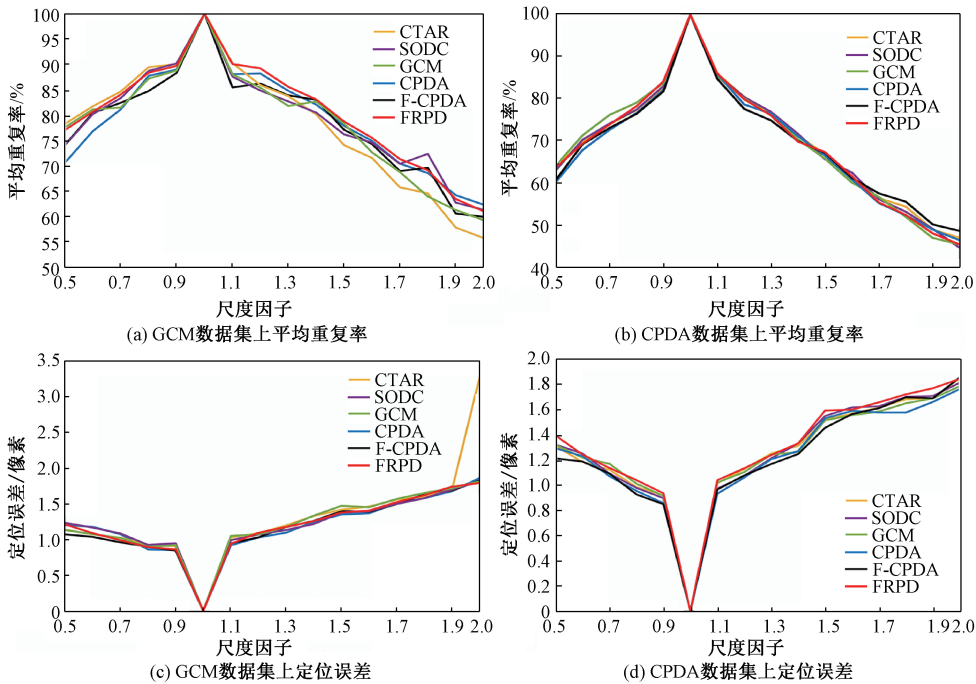 平均重复率/%
100
95
90
85
80
75
70
65
60
55
50
0.5 0.7 0.9 1.1 1.3 1.5 1.7 1.9 2.0
CTAR
SODC
GCM
CPDA
F-CPDA
FRPD
尺度因子
(a) GCM数据集上平均重复率
平均重复率/%
100
90
80
70
60
50
40
0.5 0.7 0.9 1.1 1.3 1.5 1.7 1.9 2.0
CTAR
SODC
GCM
CPDA
F-CPDA
FRPD
尺度因子
(b) CPDA数据集上平均重复率
定位误差/像素
3.5
3.0
2.5
2.0
1.5
1.0
0.5
0
0.5 0.7 0.9 1.1 1.3 1.5 1.7 1.9 2.0
CTAR
SODC
GCM
CPDA
F-CPDA
FRPD
尺度因子
(c) GCM数据集上定位误差
定位误差/像素
2.0
1.8
1.6
1.4
1.2
1.0
0.8
0.6
0.4
0.2
0
0.5 0.7 0.9 1.1 1.3 1.5 1.7 1.9 2.0
CTAR
SODC
GCM
CPDA
F-CPDA
FRPD
尺度因子
(d) CPDA数据集上定位误差